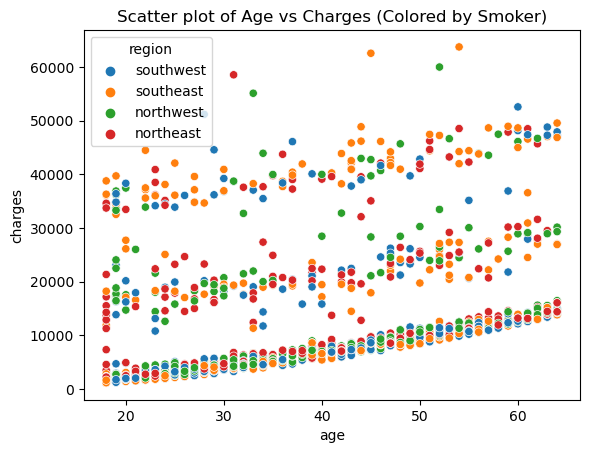 Scatter plot of Age vs Charges (Colored by Smoker)
region
southwest
southeast
northwest
northeast
60000
50000
40000
30000
20000
10000
0
charges
20
30
40
50
60
age